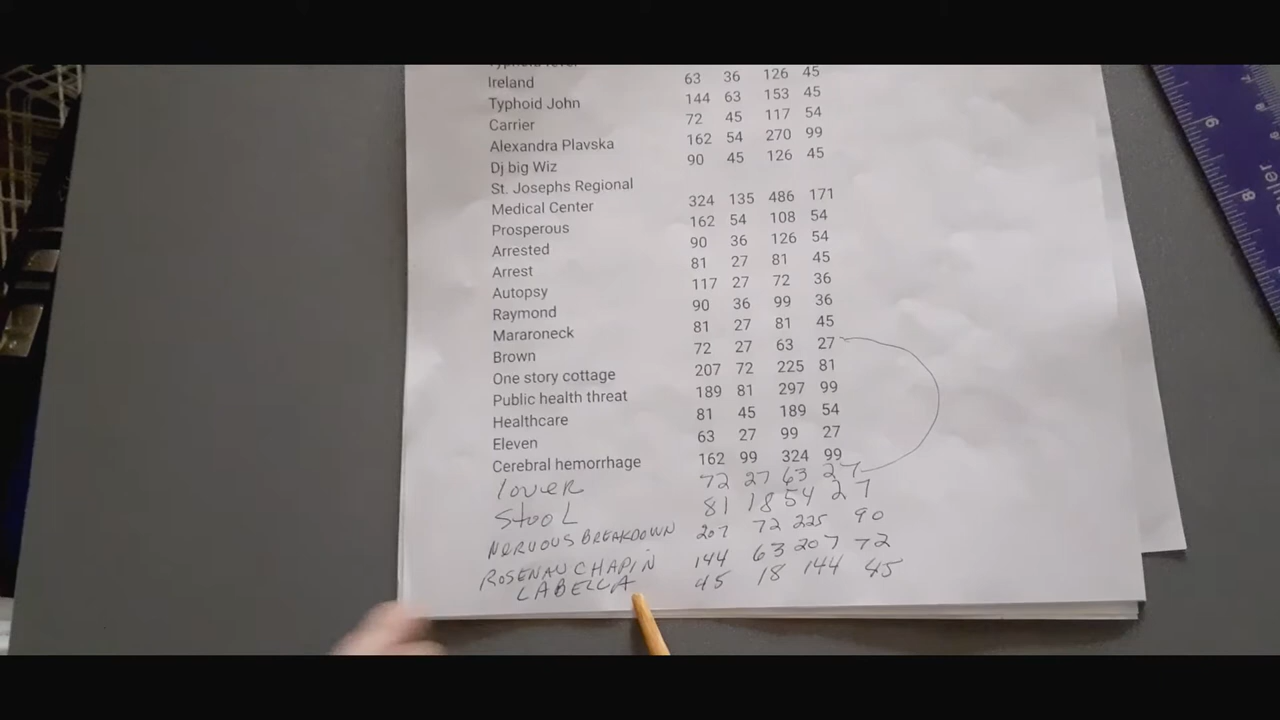 Typhoid fever
Ireland 63 36 126 45
Typhoid John 144 63 153 45
Carrier 72 45 117 54
Alexandra Plavska 162 54 270 99
Dj big Wiz 90 45 126 45
St. Josephs Regional
Medical Center 324 135 486 171
Prosperous 162 54 108 54
Arrested 90 36 126 54
Arrest 81 27 81 45
Autopsy 117 27 72 36
Raymond 90 36 99 36
Mararoneck 81 27 81 45
Brown 72 27 63 27
One story cottage 207 72 225 81
Public health threat 189 81 297 99
Healthcare 81 45 189 54
Eleven 63 27 99 27
Cerebral hemorrhage 162 99 324 99
lover 72 27 63 27
Stool 81 18 54 27
NERVOUS BREAKDOWN 207 72 225 90
ROSENAU CHAPIN 144 63 207 72
LABELLA 45 18 144 45
9
8